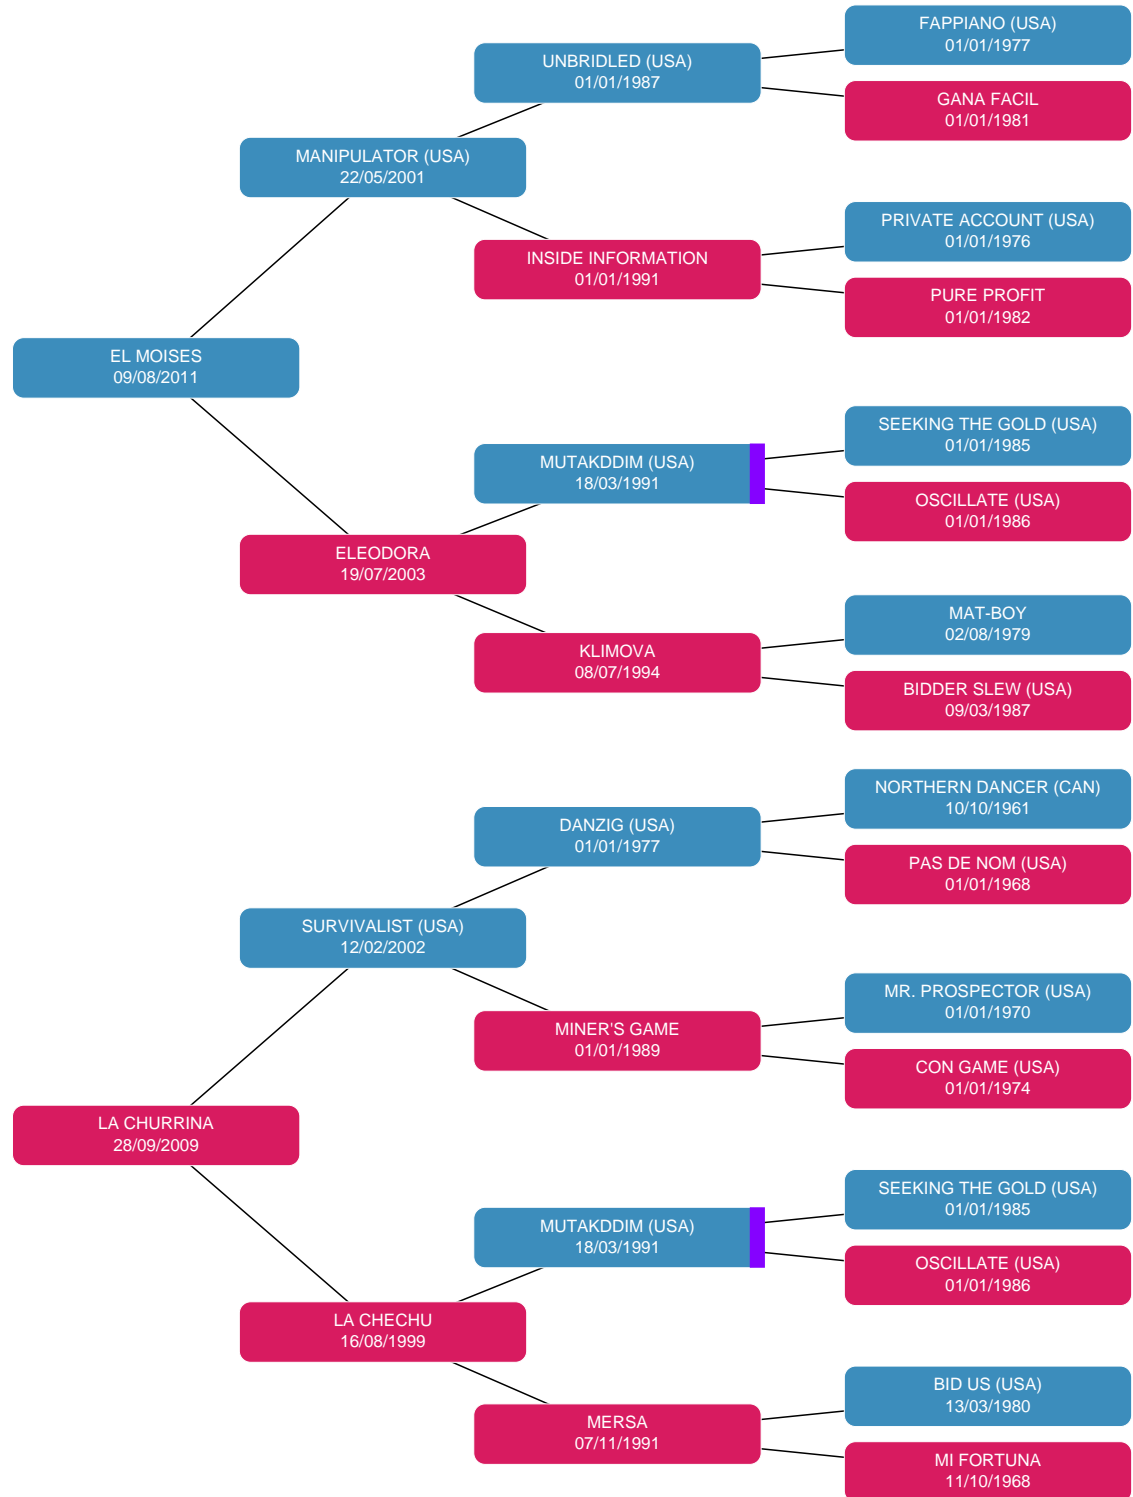 FAPPIANO (USA)
01/01/1977
UNBRIDLED (USA)
01/01/1987
GANA FACIL
01/01/1981
MANIPULATOR (USA)
22/05/2001
PRIVATE ACCOUNT (USA)
01/01/1976
INSIDE INFORMATION
01/01/1991
PURE PROFIT
01/01/1982
EL MOISES
09/08/2011
SEEKING THE GOLD (USA)
01/01/1985
MUTAKDDIM (USA)
18/03/1991
OSCILLATE (USA)
01/01/1986
ELEODORA
19/07/2003
MAT-BOY
02/08/1979
KLIMOVA
08/07/1994
BIDDER SLEW (USA)
09/03/1987
NORTHERN DANCER (CAN)
10/10/1961
DANZIG (USA)
01/01/1977
PAS DE NOM (USA)
01/01/1968
SURVIVALIST (USA)
12/02/2002
MR. PROSPECTOR (USA)
01/01/1970
MINER'S GAME
01/01/1989
CON GAME (USA)
01/01/1974
LA CHURRINA
28/09/2009
SEEKING THE GOLD (USA)
01/01/1985
MUTAKDDIM (USA)
18/03/1991
OSCILLATE (USA)
01/01/1986
LA CHECHU
16/08/1999
BID US (USA)
13/03/1980
MERSA
07/11/1991
MI FORTUNA
11/10/1968